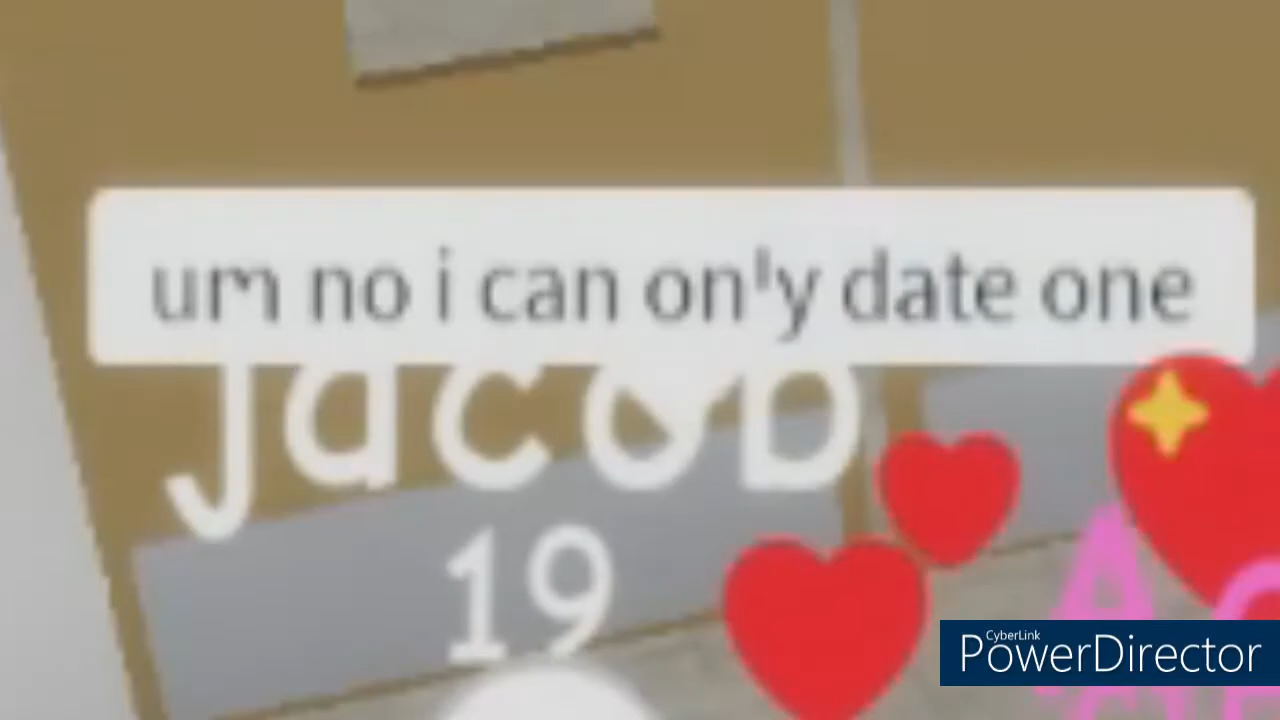 um no i can only date one
Jacob
19
CyberLink
PowerDirector